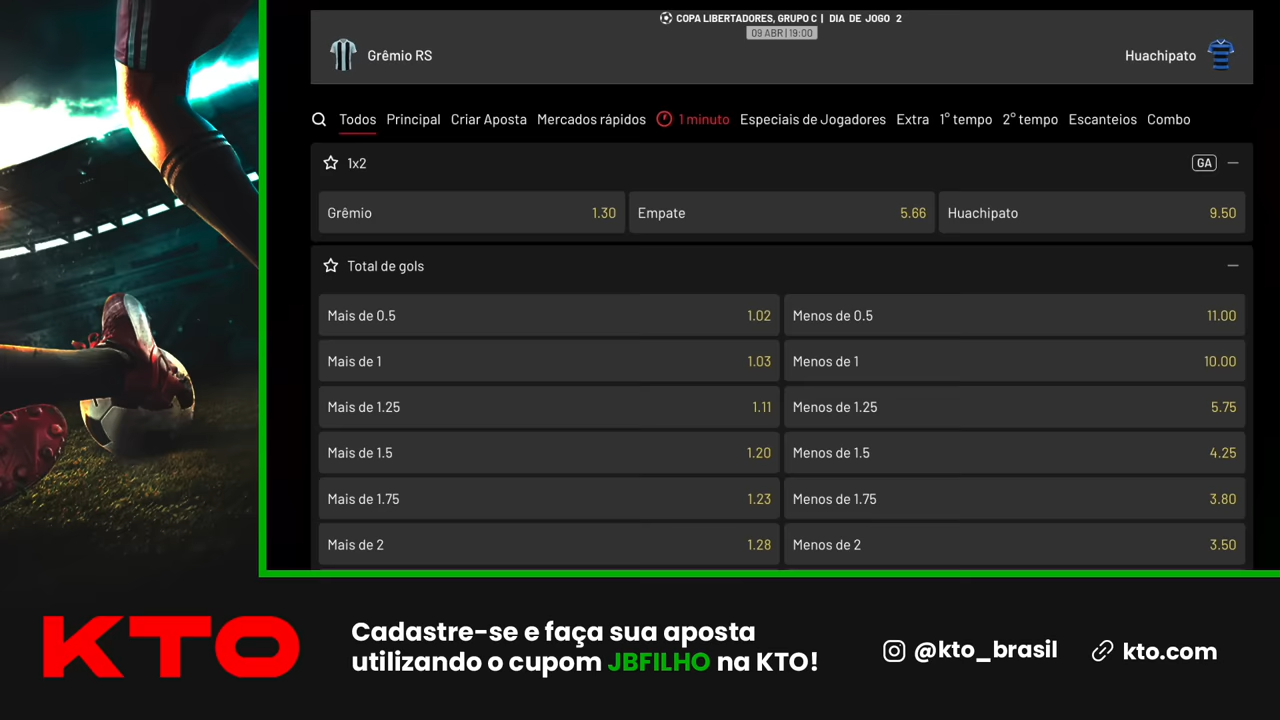 COPA LIBERTADORES, GRUPO C | DIA DE JOGO 2
09 ABR | 19:00
Grêmio RS
Huachipato
Todos Principal Criar Aposta Mercados rápidos 1 minuto Especiais de Jogadores Extra 1° tempo 2° tempo Escanteios Combo
1x2 GA
Grêmio 1.30 Empate 5.66 Huachipato 9.50
Total de gols
Mais de 0.5 1.02 Menos de 0.5 11.00
Mais de 1 1.03 Menos de 1 10.00
Mais de 1.25 1.11 Menos de 1.25 5.75
Mais de 1.5 1.20 Menos de 1.5 4.25
Mais de 1.75 1.23 Menos de 1.75 3.80
Mais de 2 1.28 Menos de 2 3.50
KTO
Cadastre-se e faça sua aposta
utilizando o cupom JBFILHO na KTO!
@kto_brasil
kto.com